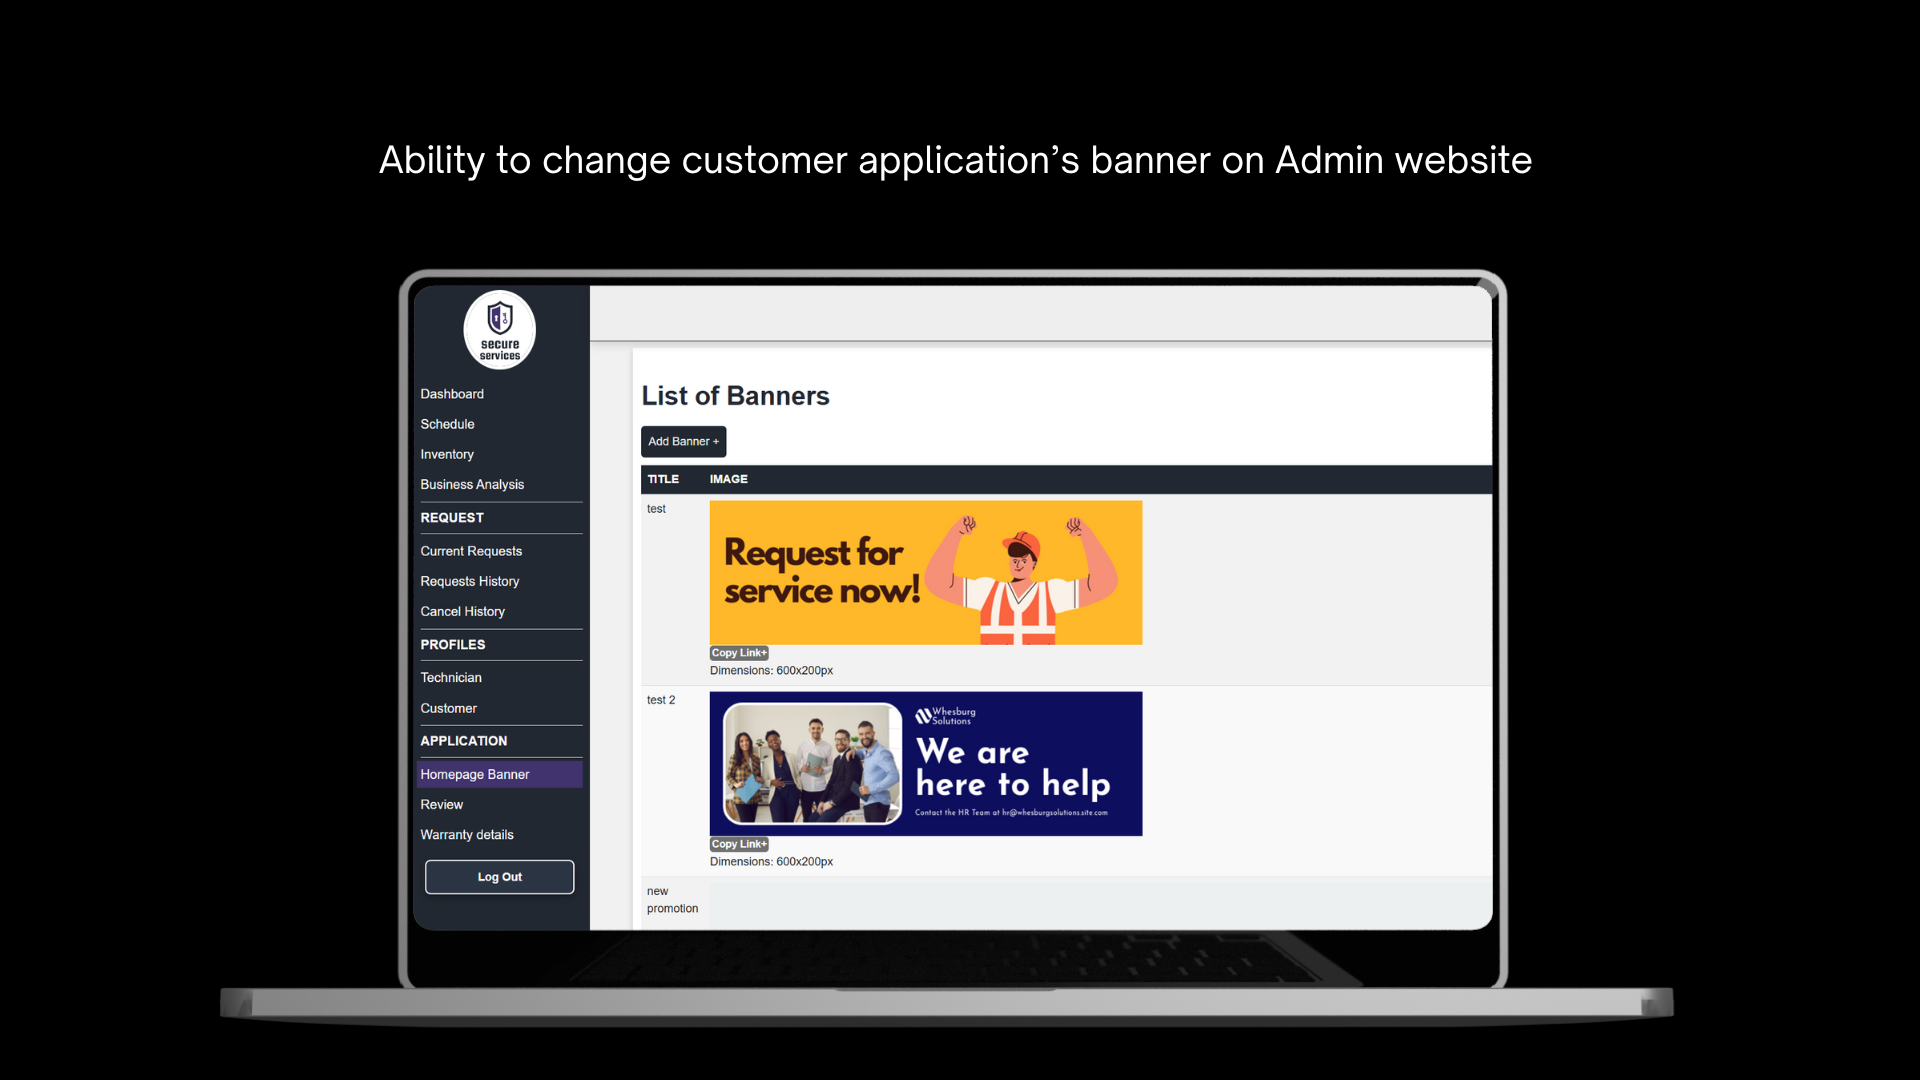 Ability to change customer application’s banner on Admin website
secure
services
Dashboard
Schedule
Inventory
Business Analysis
REQUEST
Current Requests
Requests History
Cancel History
PROFILES
Technician
Customer
APPLICATION
Homepage Banner
Review
Warranty details
Log Out
List of Banners
Add Banner +
TITLE IMAGE
test
Request for
service now!
Copy Link+
Dimensions: 600x200px
test 2
Whesburg
Solutions
We are
here to help
Contact the HR Team at hr@whesburgsolutions.site.com
Copy Link+
Dimensions: 600x200px
new
promotion